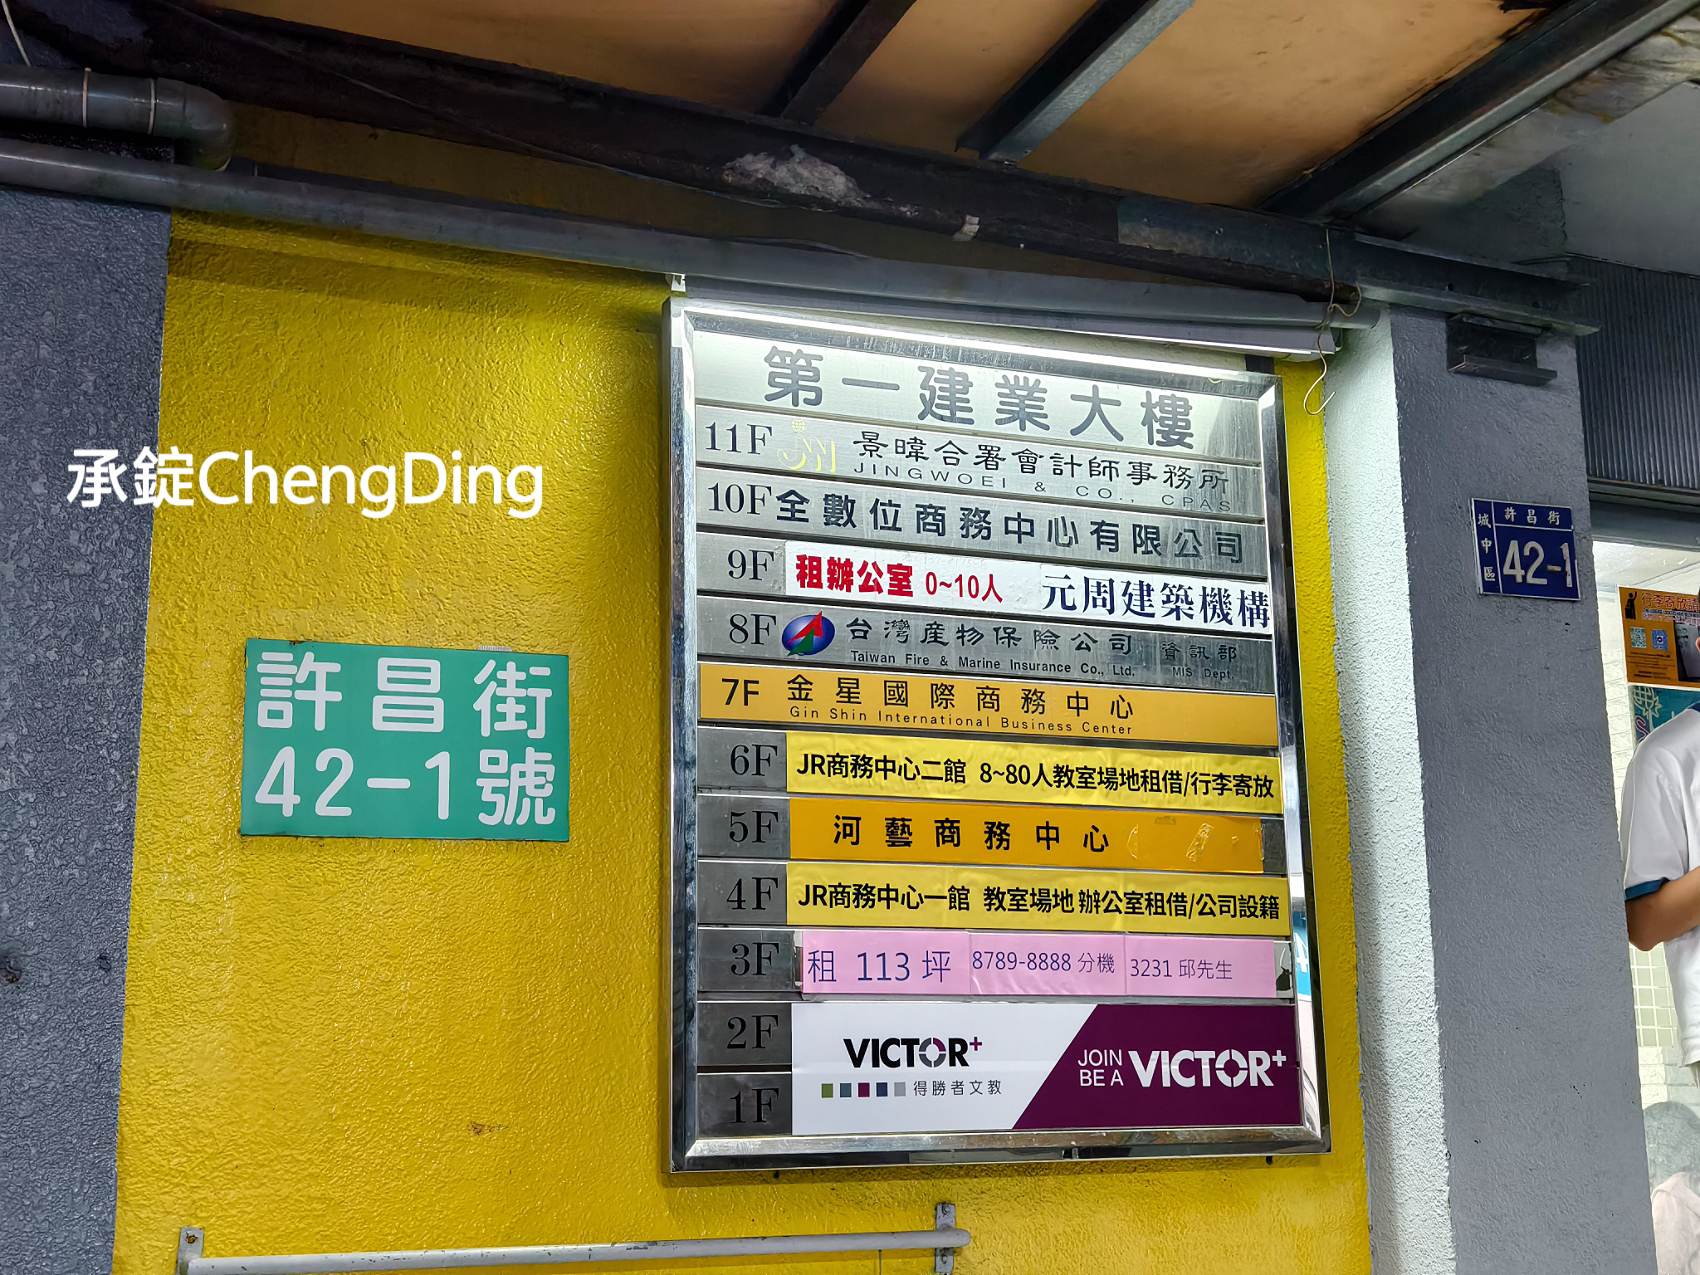 承錠ChengDing
許昌街
42-1號
第一建業大樓
11F 景暐合署會計師事務所
JINGWOEI & CO., CPAS
10F 全數位商務中心有限公司
9F 租辦公室 0~10人 元周建築機構
8F 台灣產物保險公司 資訊部
Taiwan Fire & Marine Insurance Co., Ltd. MIS Dept.
7F 金星國際商務中心
Gin Shin International Business Center
6F JR商務中心二館 8~80人教室場地租借/行李寄放
5F 河藝商務中心
4F JR商務中心一館 教室場地 辦公室租借/公司設籍
3F 租 113 坪 8789-8888 分機 3231 邱先生
2F VICTOR+
得勝者文教
JOIN BE A VICTOR+
1F
城中區
許昌街
42-1